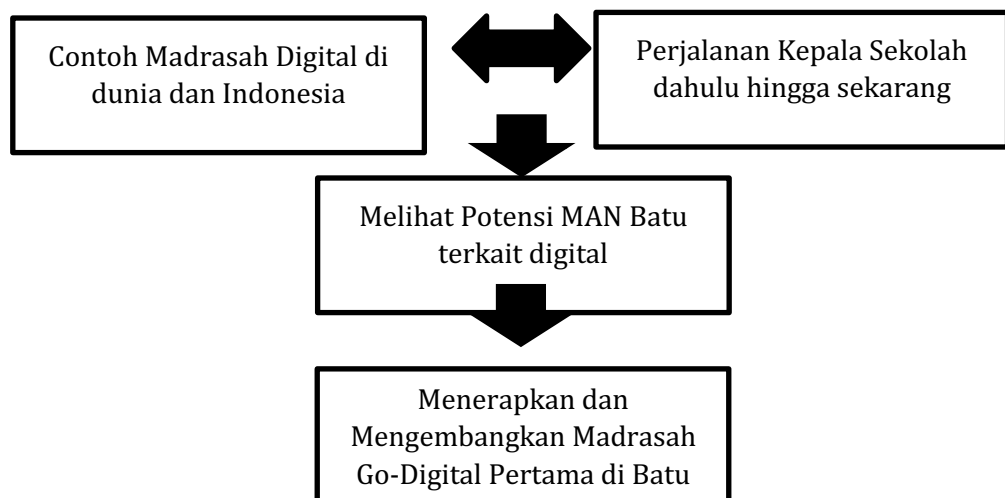 Contoh Madrasah Digital di
dunia dan Indonesia
Perjalanan Kepala Sekolah
dahulu hingga sekarang
Melihat Potensi MAN Batu
terkait digital
Menerapkan dan
Mengembangkan Madrasah
Go-Digital Pertama di Batu